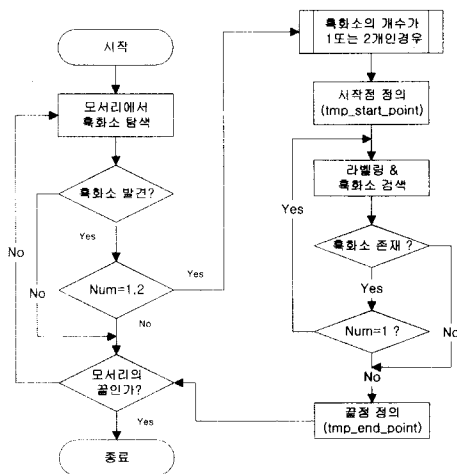 시작
모서리에서
흑화소 탐색
흑화소 발견?
Yes
No
No
Num=1,2
Yes
No
모서리의
끝인가?
Yes
종료
흑화소의 개수가
1또는 2개인경우
시작점 정의
(tmp_start_point)
라벨링 &
흑화소 검색
Yes
흑화소 존재 ?
Yes
Num=1 ?
No
No
끝점 정의
(tmp_end_point)